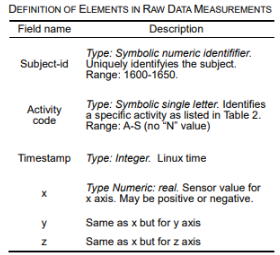 DEFINITION OF ELEMENTS IN RAW DATA MEASUREMENTS
Field name Description
Type: Symbolic numeric identififier.
Subject-id Uniquely identifyies the subject.
Range: 1600-1650.
Type: Symbolic single letter. Identifies
Activity code a specific activity as listed in Table 2.
Range: A-S (no "N" value)
Timestamp Type: Integer. Linux time
Type Numeric: real. Sensor value for
x x axis. May be positive or negative.
y Same as x but for y axis
z Same as x but for z axis